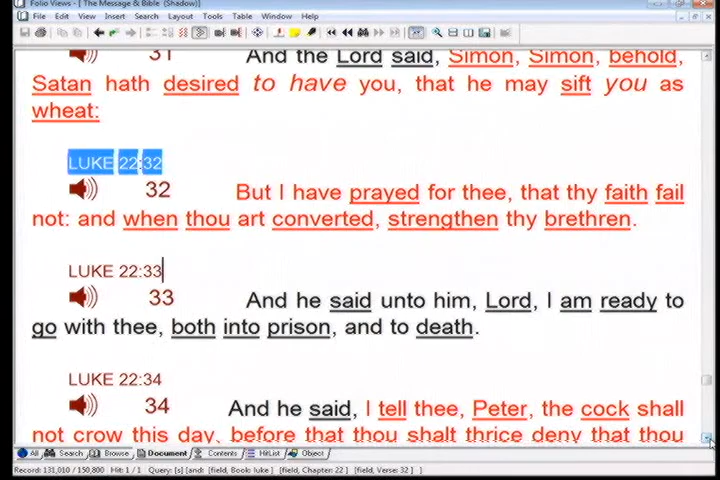 Folio Views - [ The Message & Bible (Shadow)]
File Edit View Insert Search Layout Tools Table Window Help
31 And the Lord said, Simon, Simon, behold,
Satan hath desired to have you, that he may sift you as
wheat:
LUKE 22:32
32 But I have prayed for thee, that thy faith fail
not: and when thou art converted, strengthen thy brethren.
LUKE 22:33
33 And he said unto him, Lord, I am ready to
go with thee, both into prison, and to death.
LUKE 22:34
34 And he said, I tell thee, Peter, the cock shall
not crow this day, before that thou shalt thrice deny that thou
All Search Browse Document Contents HitList Object
Record: 131,010 / 150,800 Hit: 1 / 1 Query: [s] [and: [field, Book: luke ] [field, Chapter: 22 ] [field, Verse: 32 ]